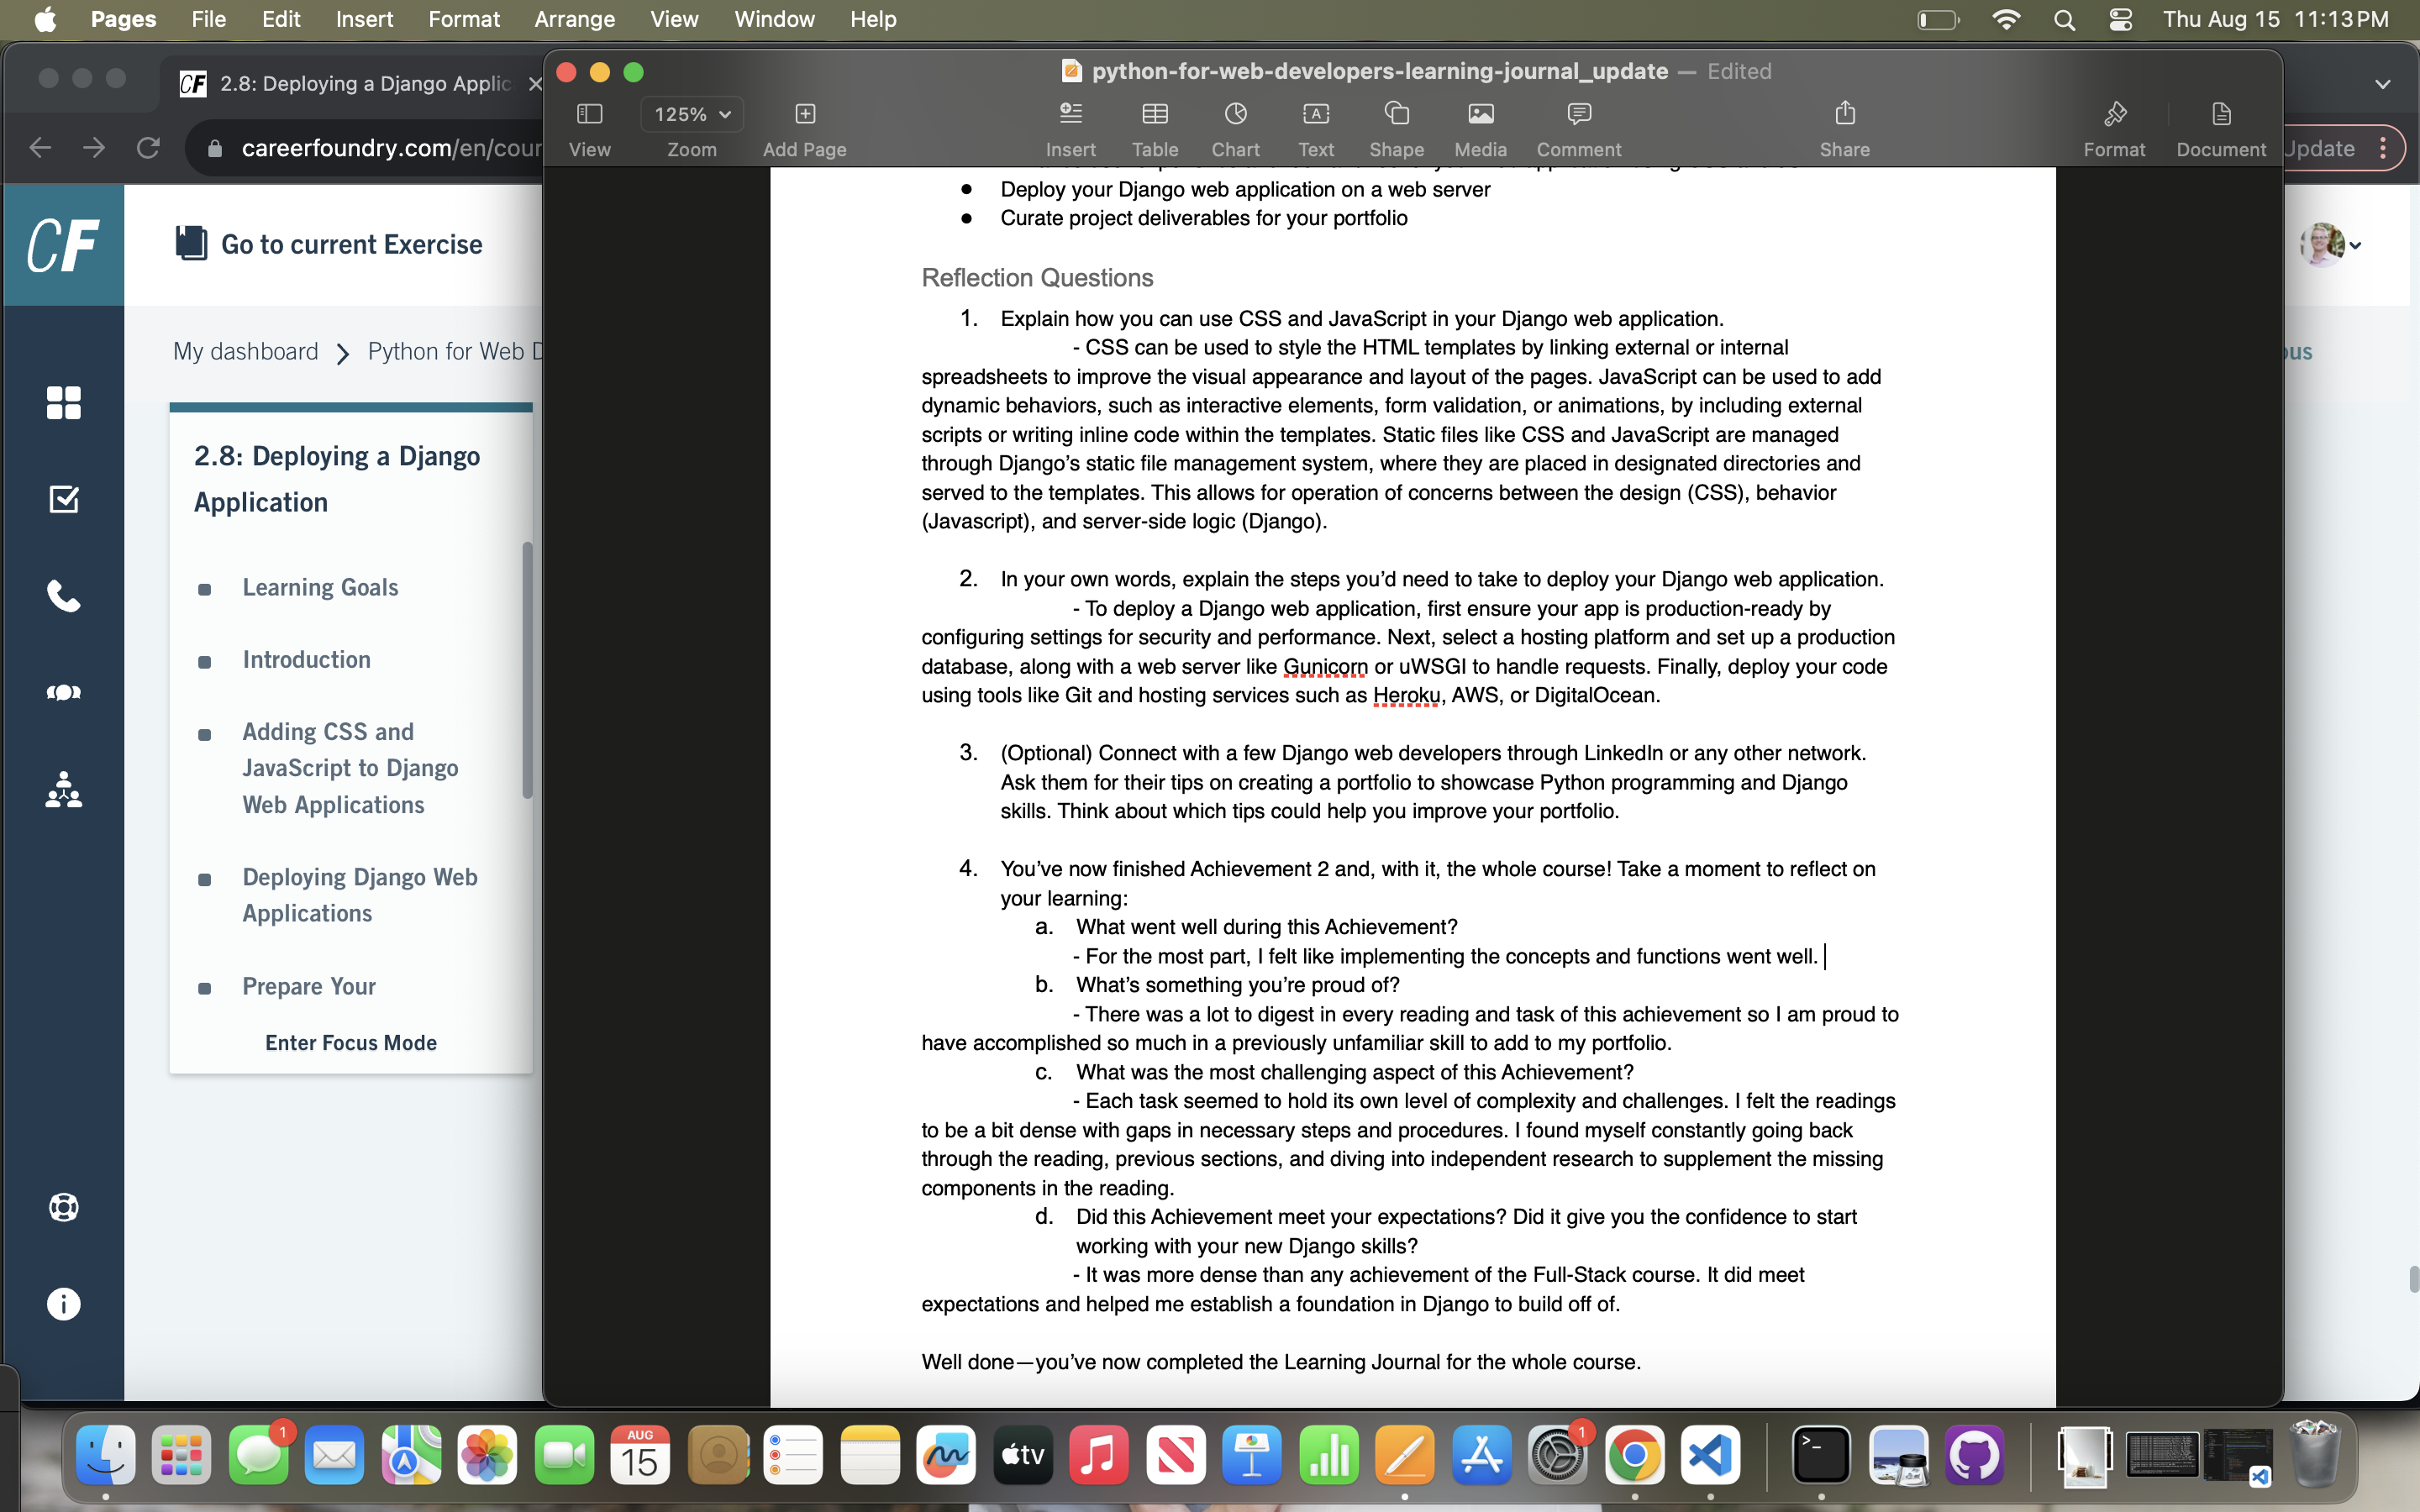 Pages File Edit Insert Format Arrange View Window Help Thu Aug 15 11:13 PM
CF 2.8: Deploying a Django Applic
careerfoundry.com/en/cour
python-for-web-developers-learning-journal_update — Edited
125%
View Zoom Add Page Insert Table Chart Text Shape Media Comment Share Format Document
Update
CF
Go to current Exercise
My dashboard Python for Web D
2.8: Deploying a Django
Application
Learning Goals
Introduction
Adding CSS and
JavaScript to Django
Web Applications
Deploying Django Web
Applications
Prepare Your
Enter Focus Mode
Deploy your Django web application on a web server
Curate project deliverables for your portfolio
Reflection Questions
1. Explain how you can use CSS and JavaScript in your Django web application.
- CSS can be used to style the HTML templates by linking external or internal
spreadsheets to improve the visual appearance and layout of the pages. JavaScript can be used to add
dynamic behaviors, such as interactive elements, form validation, or animations, by including external
scripts or writing inline code within the templates. Static files like CSS and JavaScript are managed
through Django’s static file management system, where they are placed in designated directories and
served to the templates. This allows for operation of concerns between the design (CSS), behavior
(Javascript), and server-side logic (Django).
2. In your own words, explain the steps you’d need to take to deploy your Django web application.
- To deploy a Django web application, first ensure your app is production-ready by
configuring settings for security and performance. Next, select a hosting platform and set up a production
database, along with a web server like Gunicorn or uWSGI to handle requests. Finally, deploy your code
using tools like Git and hosting services such as Heroku, AWS, or DigitalOcean.
3. (Optional) Connect with a few Django web developers through LinkedIn or any other network.
Ask them for their tips on creating a portfolio to showcase Python programming and Django
skills. Think about which tips could help you improve your portfolio.
4. You’ve now finished Achievement 2 and, with it, the whole course! Take a moment to reflect on
your learning:
a. What went well during this Achievement?
- For the most part, I felt like implementing the concepts and functions went well.
b. What’s something you’re proud of?
- There was a lot to digest in every reading and task of this achievement so I am proud to
have accomplished so much in a previously unfamiliar skill to add to my portfolio.
c. What was the most challenging aspect of this Achievement?
- Each task seemed to hold its own level of complexity and challenges. I felt the readings
to be a bit dense with gaps in necessary steps and procedures. I found myself constantly going back
through the reading, previous sections, and diving into independent research to supplement the missing
components in the reading.
d. Did this Achievement meet your expectations? Did it give you the confidence to start
working with your new Django skills?
- It was more dense than any achievement of the Full-Stack course. It did meet
expectations and helped me establish a foundation in Django to build off of.
Well done—you’ve now completed the Learning Journal for the whole course.
ous
1 AUG 15 tv 1